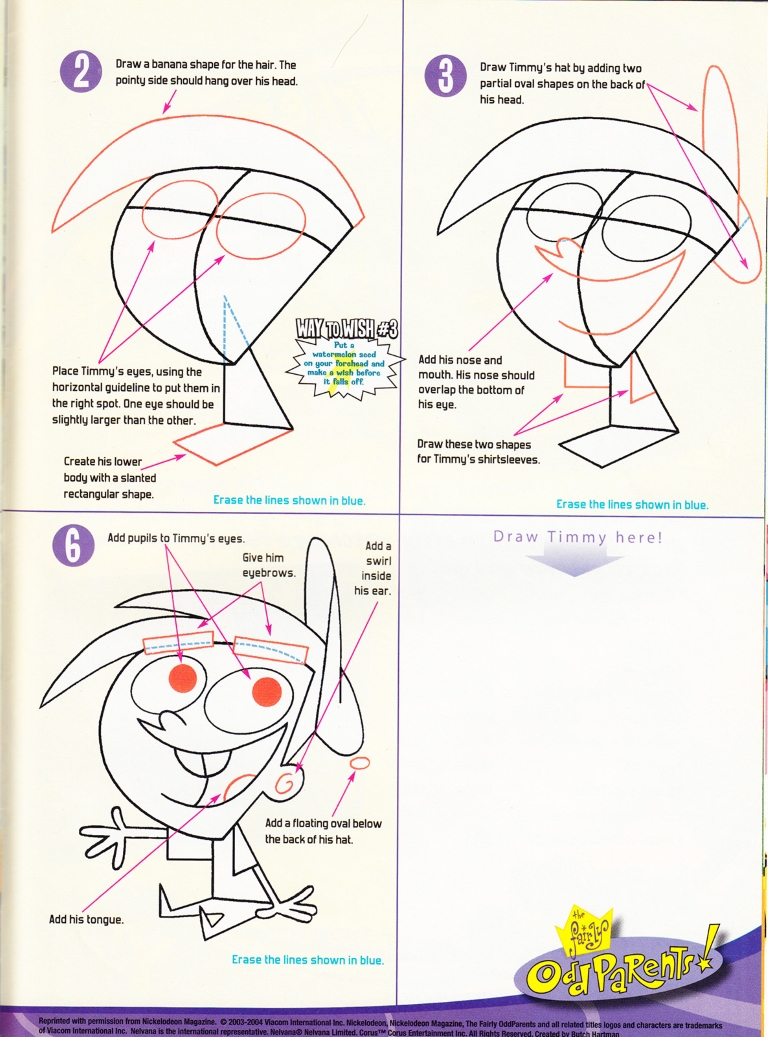 2
Draw a banana shape for the hair. The
pointy side should hang over his head.
Place Timmy's eyes, using the
horizontal guideline to put them in
the right spot. One eye should be
slightly larger than the other.
WAY TO WISH #3
Put a
watermelon seed
on your forehead and
make a wish before
it falls off.
Create his lower
body with a slanted
rectangular shape.
Erase the lines shown in blue.
3
Draw Timmy's hat by adding two
partial oval shapes on the back of
his head.
Add his nose and
mouth. His nose should
overlap the bottom of
his eye.
Draw these two shapes
for Timmy's shirtsleeves.
Erase the lines shown in blue.
6
Add pupils to Timmy's eyes.
Give him
eyebrows.
Add a
swirl
inside
his ear.
Add a floating oval below
the back of his hat.
Add his tongue.
Erase the lines shown in blue.
Draw Timmy here!
the
fairly
OddParents!
Reprinted with permission from Nickelodeon Magazine. © 2003-2004 Viacom International Inc. Nickelodeon, Nickelodeon Magazine, The Fairly OddParents and all related titles logos and characters are trademarks
of Viacom International Inc. Nelvana is the international representative. Nelvana® Nelvana Limited. Corus™ Corus Entertainment Inc. All Rights Reserved. Created by Butch Hartman